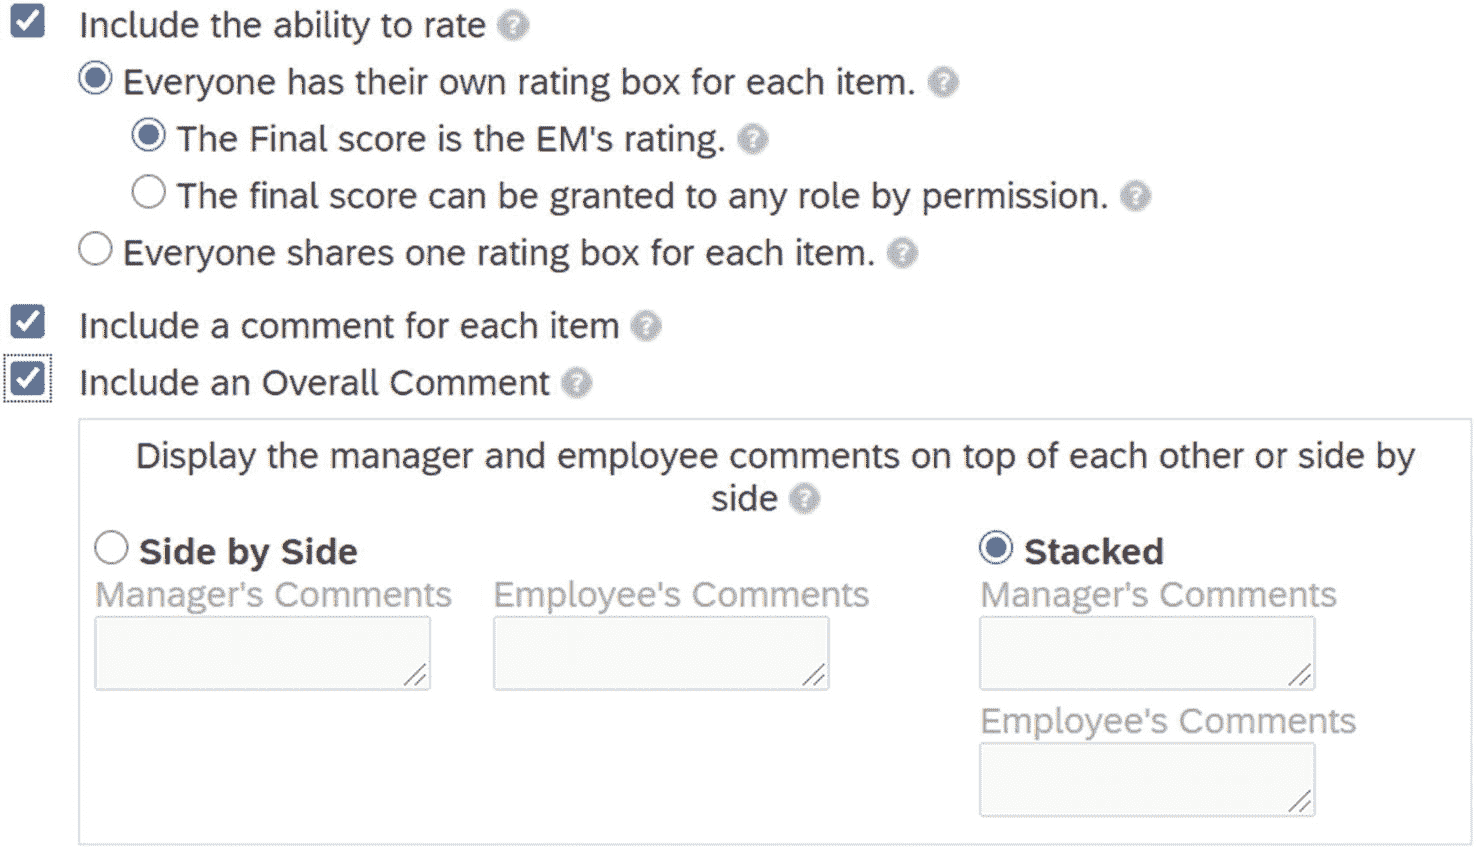 Include the ability to rate ?
Everyone has their own rating box for each item. ?
The Final score is the EM's rating. ?
The final score can be granted to any role by permission. ?
Everyone shares one rating box for each item. ?
Include a comment for each item ?
Include an Overall Comment ?
Display the manager and employee comments on top of each other or side by
side ?
Side by Side
Stacked
Manager's Comments
Employee's Comments
Manager's Comments
Employee's Comments